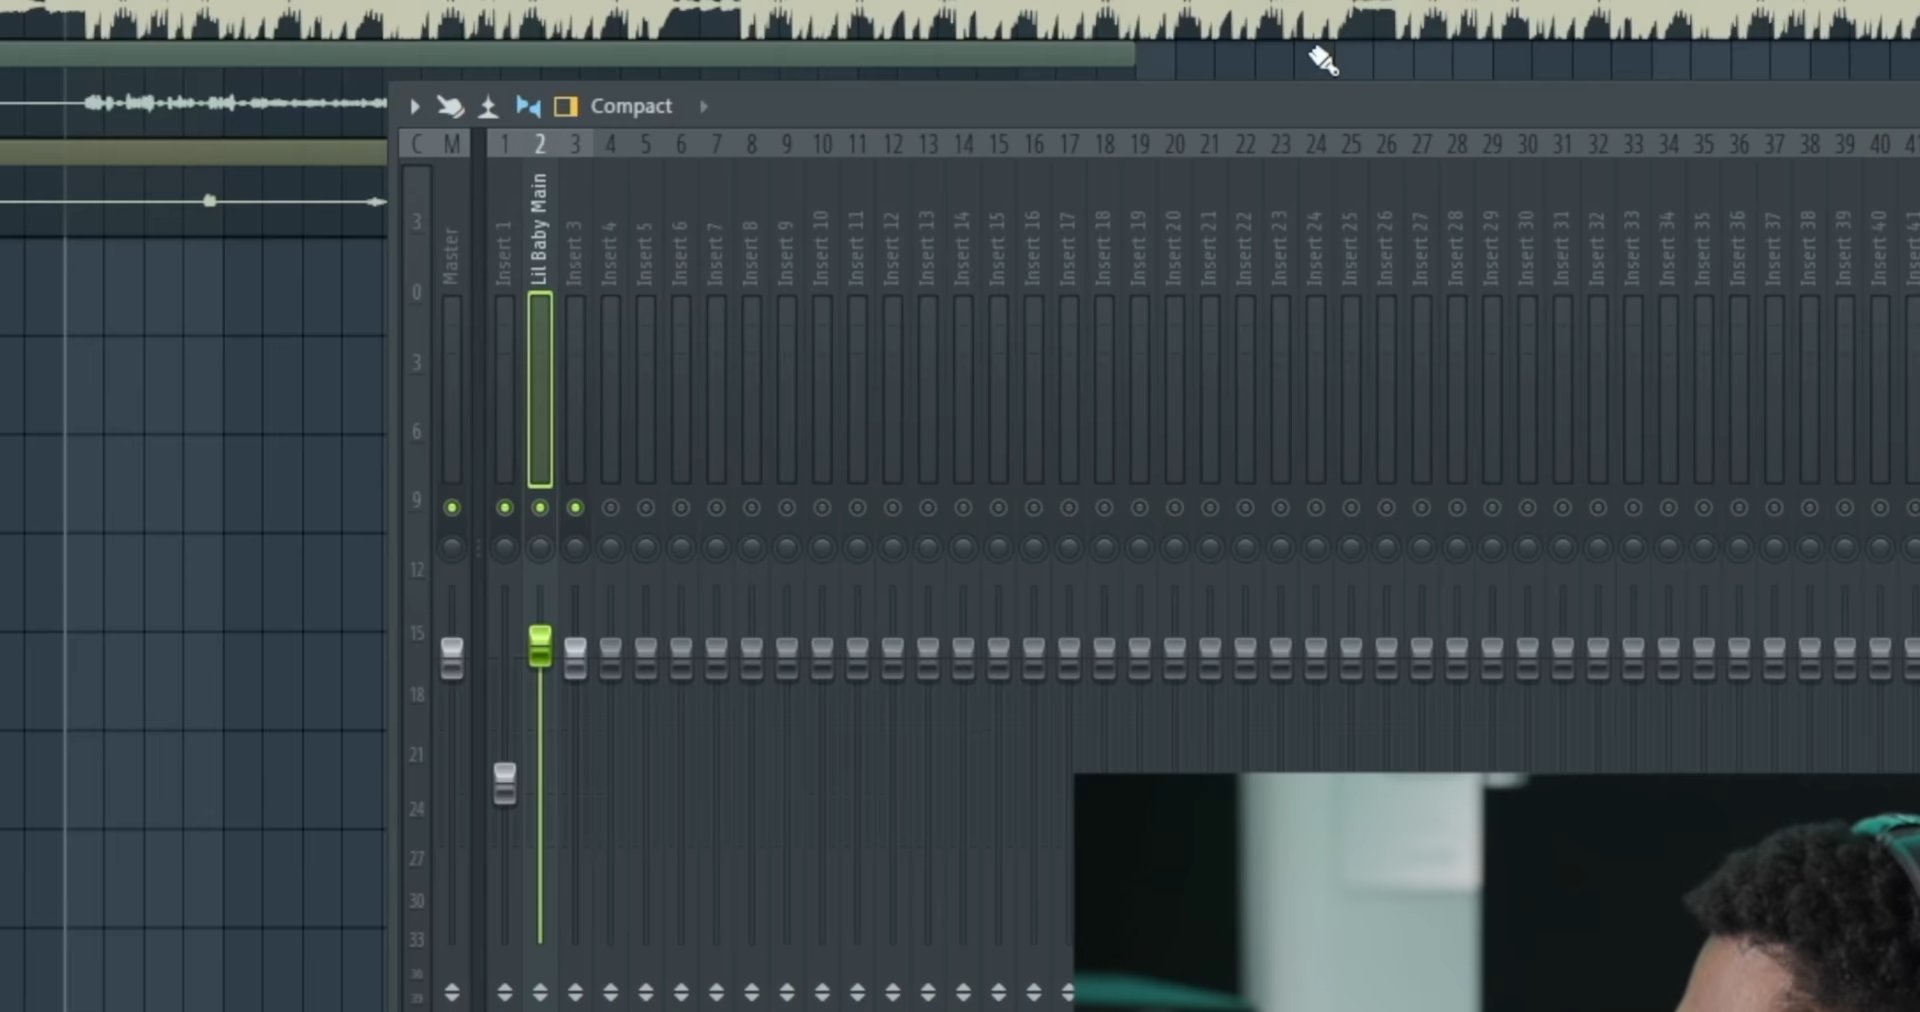 Compact
C M 1 2 3 4 5 6 7 8 9 10 11 12 13 14 15 16 17 18 19 20 21 22 23 24 25 26 27 28 29 30 31 32 33 34 35 36 37 38 39 40 41
Master
Insert 1
Lil Baby Main
Insert 3
Insert 4
Insert 5
Insert 6
Insert 7
Insert 8
Insert 9
Insert 10
Insert 11
Insert 12
Insert 13
Insert 14
Insert 15
Insert 16
Insert 17
Insert 18
Insert 19
Insert 20
Insert 21
Insert 22
Insert 23
Insert 24
Insert 25
Insert 26
Insert 27
Insert 28
Insert 29
Insert 30
Insert 31
Insert 32
Insert 33
Insert 34
Insert 35
Insert 36
Insert 37
Insert 38
Insert 39
Insert 40
Insert 41
3
0
3
6
9
12
15
18
21
24
27
30
33